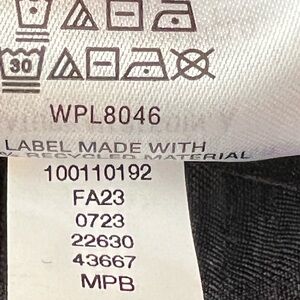 30
WPL8046
LABEL MADE WITH
% RECYCLED MATERIAL
100110192
FA23
0723
22630
43667
MPB